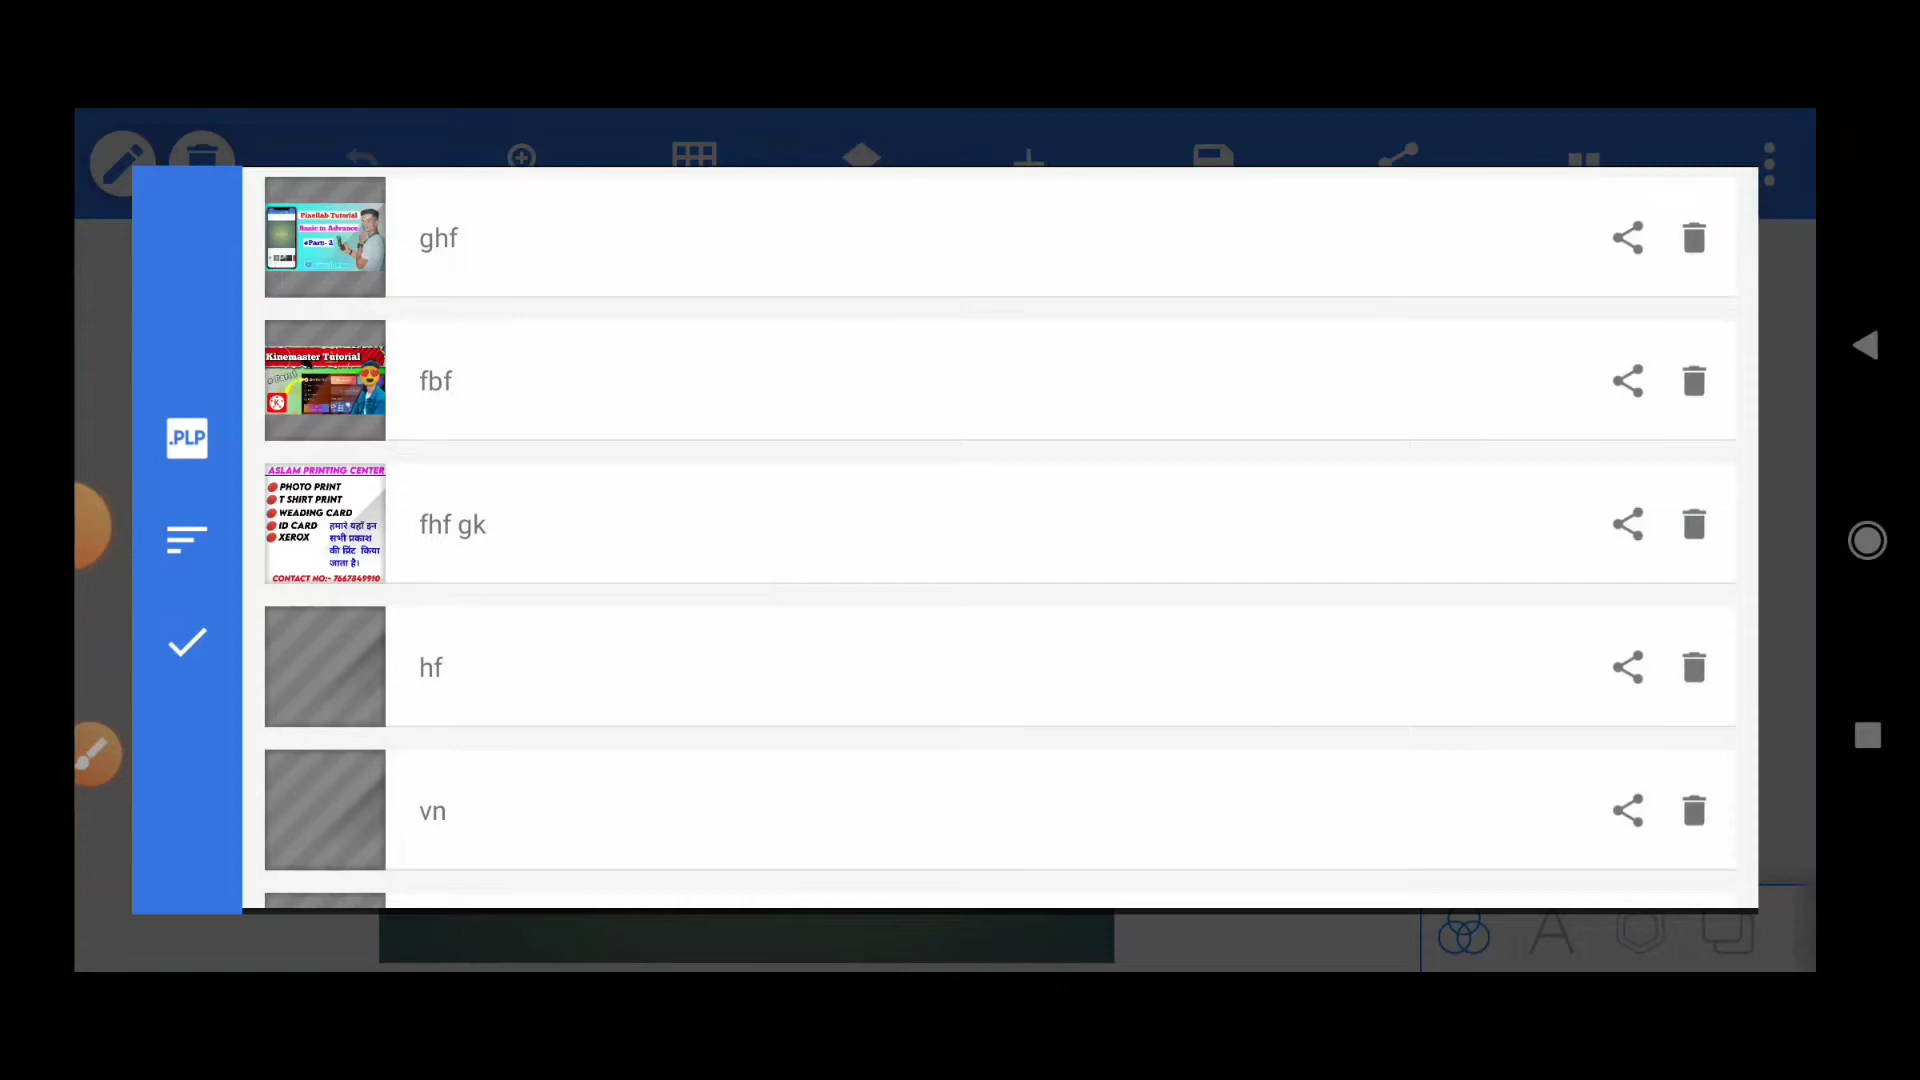 Pixellab Tutorial
Basic to Advance
#Part:- 2
ghf
Kinemaster Tutorial
fbf
.PLP
ASLAM PRINTING CENTER
PHOTO PRINT
T SHIRT PRINT
WEADING CARD
ID CARD
XEROX
हमारे यहाँ इन
सभी प्रकाश
की प्रिंट किया
जाता है।
CONTACT NO:- 7667849910
fhf gk
hf
vn